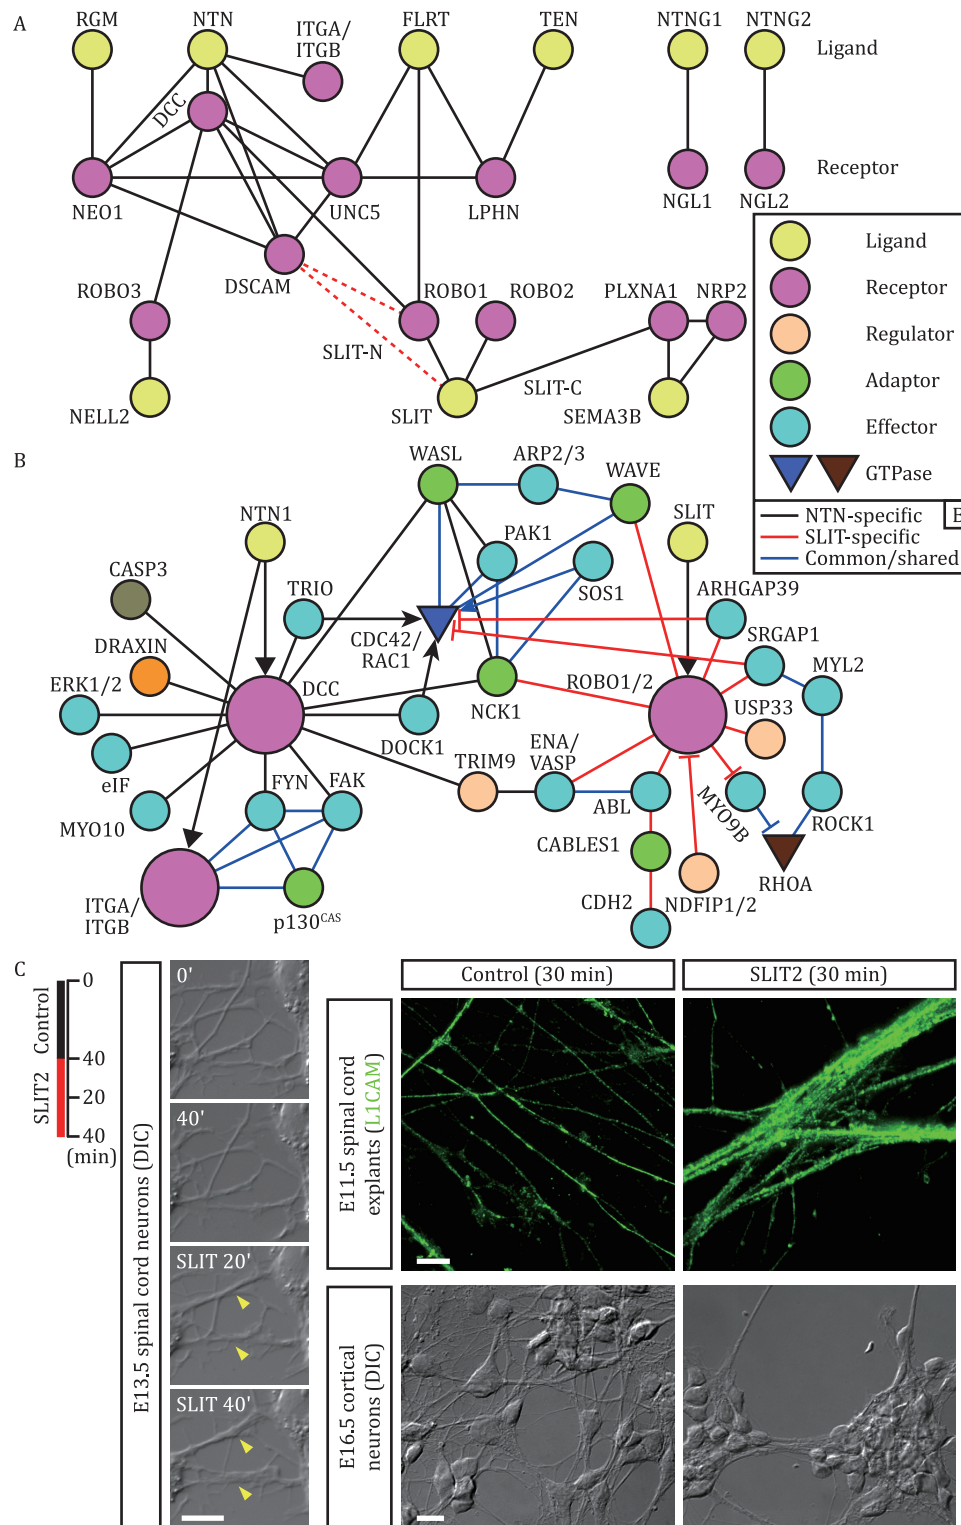 A
RGM
NTN
ITGA/
ITGB
FLRT
TEN
NTNG1
NTNG2
Ligand
DCC
Receptor
NEO1
UNC5
LPHN
NGL1
NGL2
DSCAM
ROBO3
ROBO1
ROBO2
PLXNA1
NRP2
SLIT-N
SLIT-C
NELL2
SLIT
SEMA3B
Ligand
Receptor
Regulator
Adaptor
Effector
GTPase
NTN-specific
B
SLIT-specific
Common/shared
B
WASL
ARP2/3
WAVE
NTN1
PAK1
SLIT
CASP3
TRIO
SOS1
ARHGAP39
CDC42/
RAC1
SRGAP1
DRAXIN
MYL2
ERK1/2
DCC
NCK1
ROBO1/2
USP33
DOCK1
eIF
TRIM9
ENA/
VASP
FYN
FAK
ABL
MYO9B
MYO10
ROCK1
CABLES1
ITGA/
ITGB
p130CAS
CDH2
NDFIP1/2
RHOA
C
0
Control
40
SLIT2
20
40
(min)
E13.5 spinal cord neurons (DIC)
0'
40'
SLIT 20'
SLIT 40'
Control (30 min)
SLIT2 (30 min)
E11.5 spinal cord
explants (L1CAM)
E16.5 cortical
neurons (DIC)